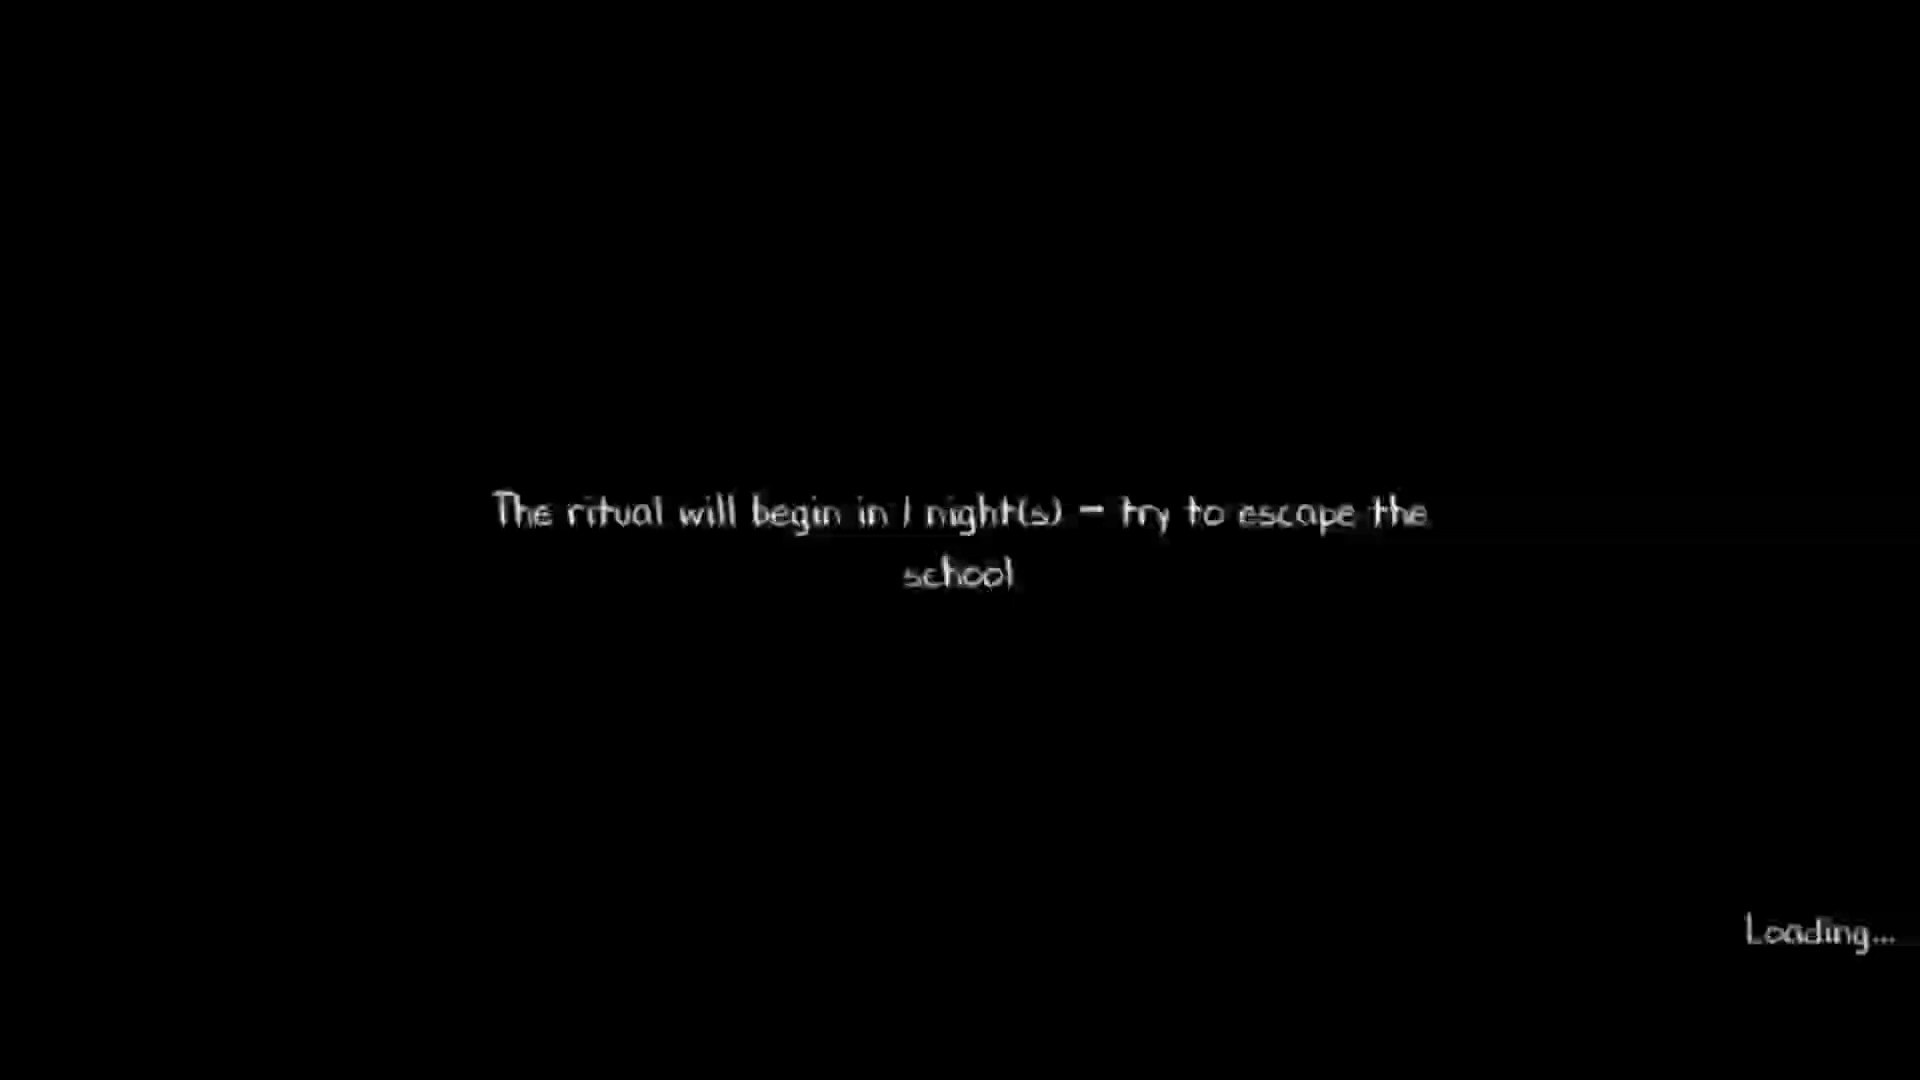 The ritual will begin in 1 night(s) - try to escape the
school
Loading...